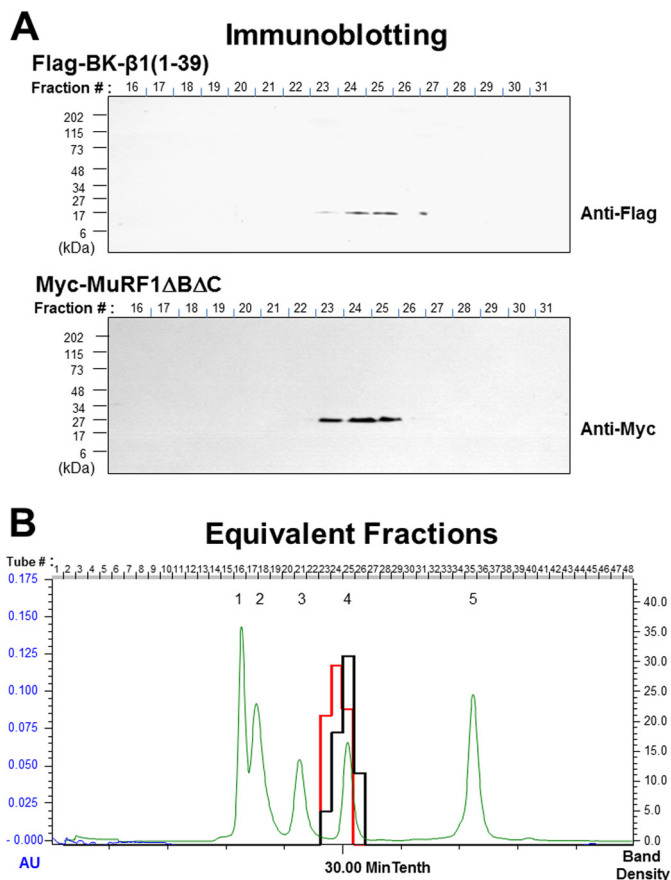 A
Immunoblotting
Flag-BK-β1(1-39)
Fraction # : 16 17 18 19 20 21 22 23 24 25 26 27 28 29 30 31
202
115
73
48
34
27
17
6
(kDa)
Anti-Flag
Myc-MuRF1ΔBΔC
Fraction # : 16 17 18 19 20 21 22 23 24 25 26 27 28 29 30 31
202
115
73
48
34
27
17
6
(kDa)
Anti-Myc
B
Equivalent Fractions
Tube # : 1 2 3 4 5 6 7 8 9 10 11 12 13 14 15 16 17 18 19 20 21 22 23 24 25 26 27 28 29 30 31 32 33 34 35 36 37 38 39 40 41 42 43 44 45 46 47 48
0.175
0.150
0.125
0.100
0.075
0.050
0.025
- 0.000
AU
1 2 3 4 5
40.0
35.0
30.0
25.0
20.0
15.0
10.0
5.0
0.0
30.00 MinTenth
Band
Density